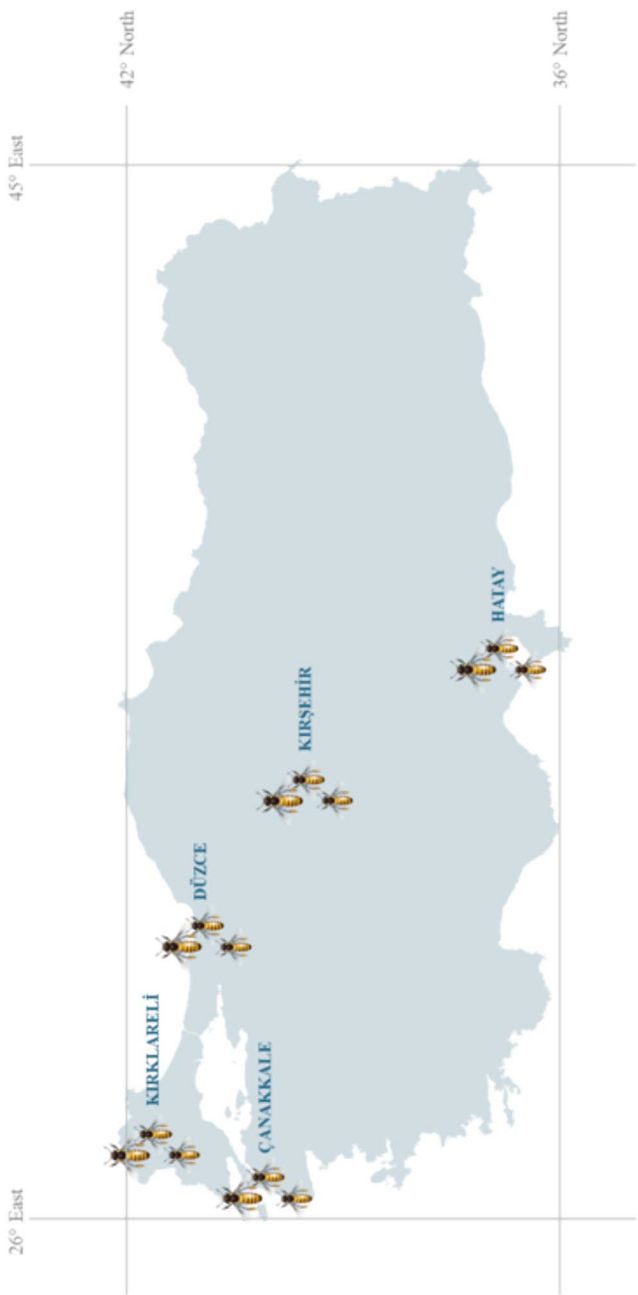 42° North
36° North
26° East
45° East
KIRKLARELİ
ÇANAKKALE
DÜZCE
KIRŞEHİR
HATAY